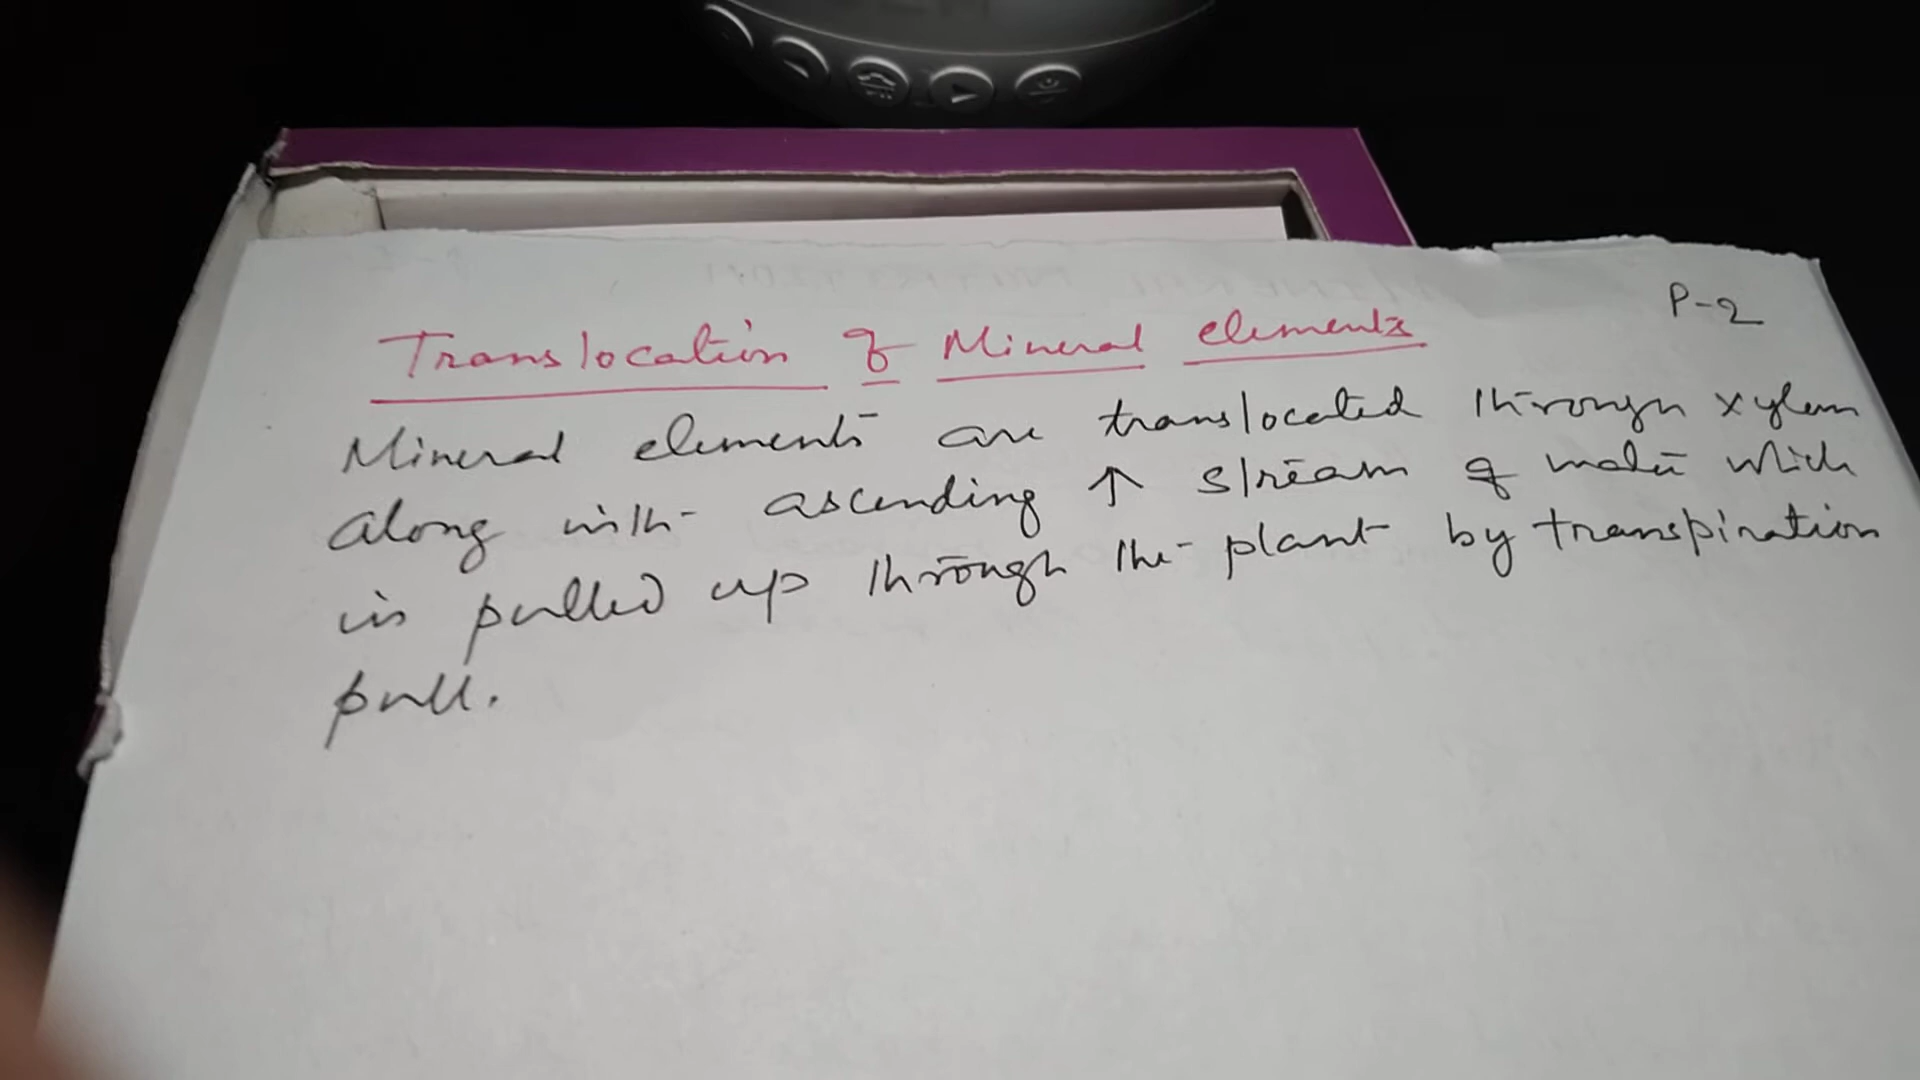 P-2
Translocation of Mineral elements
Mineral elements are translocated through xylem
along with ascending ↑ stream of water which
is pulled up through the plant by transpiration
pull.